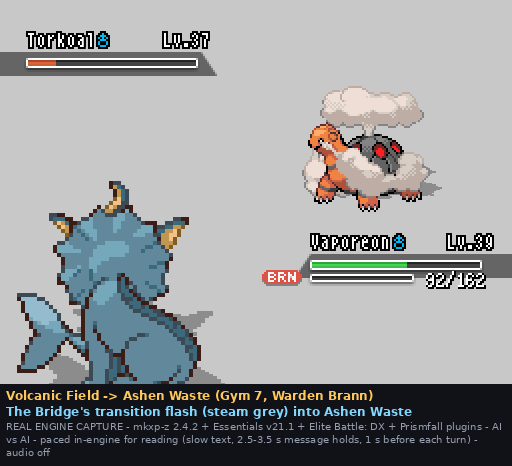 Torkoal♂ Lv.37
Vaporeon♂ Lv.39
BRN
92/162
Volcanic Field -> Ashen Waste (Gym 7, Warden Brann)
The Bridge's transition flash (steam grey) into Ashen Waste
REAL ENGINE CAPTURE - mkxp-z 2.4.2 + Essentials v21.1 + Elite Battle: DX + Prismfall plugins - AI
vs AI - paced in-engine for reading (slow text, 2.5-3.5 s message holds, 1 s before each turn) -
audio off